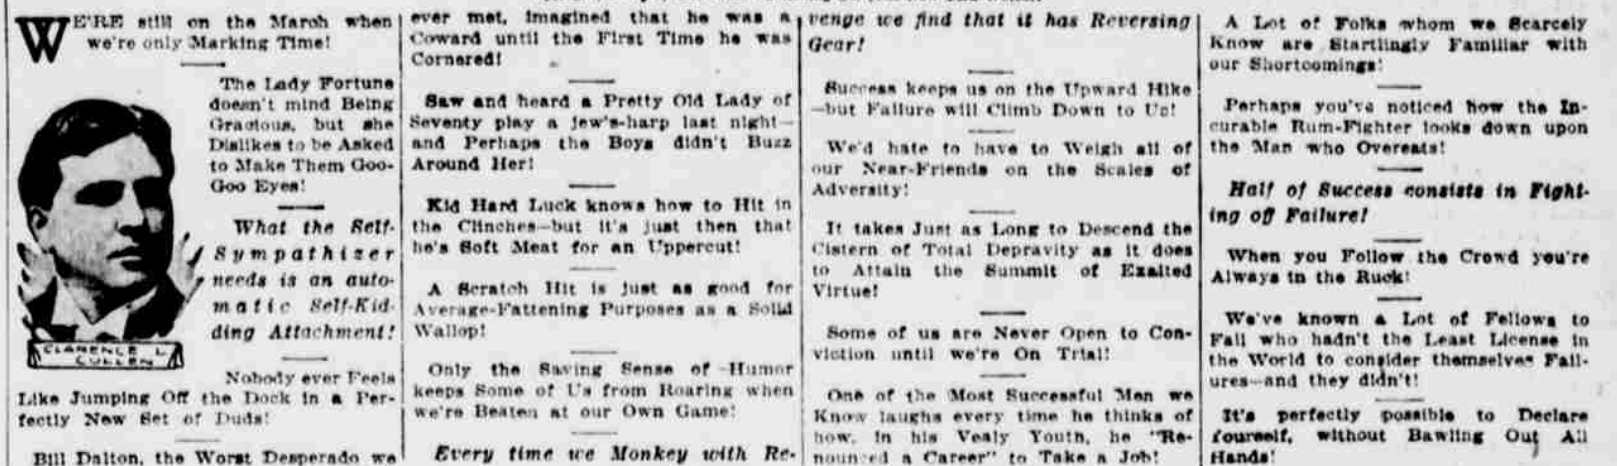 WE'RE still on the March when
we're only Marking Time!
The Lady Fortune
doesn't mind Being
Gracious, but she
Dislikes to be Asked
to Make Them Goo-
Goo Eyes!
What the Self-
Sympathizer
needs is an auto-
matic Self-Kid-
ding Attachment!
CLARENCE L.
CULLEN
Nobody ever Feels
Like Jumping Off the Dock in a Per-
fectly New Set of Duds!
Bill Dalton, the Worst Desperado we
ever met, imagined that he was a
Coward until the First Time he was
Cornered!
Saw and heard a Pretty Old Lady of
Seventy play a jew's-harp last night—
and Perhaps the Boys didn't Buzz
Around Her!
Kid Hard Luck knows how to Hit in
the Clinches—but it's just then that
he's Soft Meat for an Uppercut!
A Scratch Hit is just as good for
Average-Fattening Purposes as a Solid
Wallop!
Only the Saving Sense of Humor
keeps Some of Us from Roaring when
we're Beaten at our Own Game!
Every time we Monkey with Re-
venge we find that it has Reversing
Gear!
Success keeps us on the Upward Hike
—but Failure will Climb Down to Us!
We'd hate to have to Weigh all of
our Near-Friends on the Scales of
Adversity!
It takes Just as Long to Descend the
Cistern of Total Depravity as it does
to Attain the Summit of Exalted
Virtue!
Some of us are Never Open to Con-
viction until we're On Trial!
One of the Most Successful Men we
Know laughs every time he thinks of
how, in his Vealy Youth, he "Re-
nounced a Career" to Take a Job!
A Lot of Folks whom we Scarcely
Know are Startlingly Familiar with
our Shortcomings!
Perhaps you've noticed how the In-
curable Rum-Fighter looks down upon
the Man who Overeats!
Half of Success consists in Fight-
ing off Failure!
When you Follow the Crowd you're
Always in the Ruck!
We've known a Lot of Fellows to
Fail who hadn't the Least License in
the World to consider themselves Fail-
ures—and they didn't!
It's perfectly possible to Declare
Yourself, without Bawling Out All
Hands!